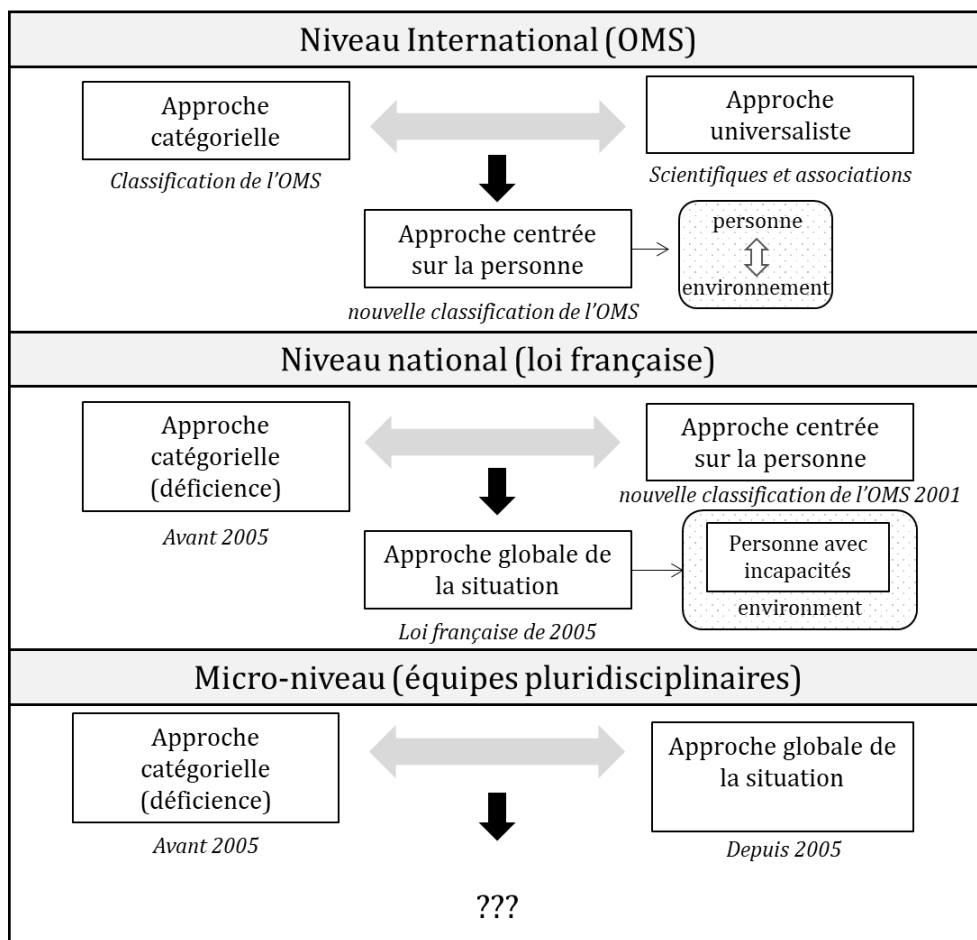 Niveau International (OMS)
Approche
catégorielle
Classification de l'OMS
Approche
universaliste
Scientifiques et associations
Approche centrée
sur la personne
nouvelle classification de l'OMS
personne
environnement
Niveau national (loi française)
Approche
catégorielle
(déficience)
Avant 2005
Approche centrée
sur la personne
nouvelle classification de l'OMS 2001
Approche globale de
la situation
Loi française de 2005
Personne avec
incapacités
environment
Micro-niveau (équipes pluridisciplinaires)
Approche
catégorielle
(déficience)
Avant 2005
Approche globale de
la situation
Depuis 2005
???